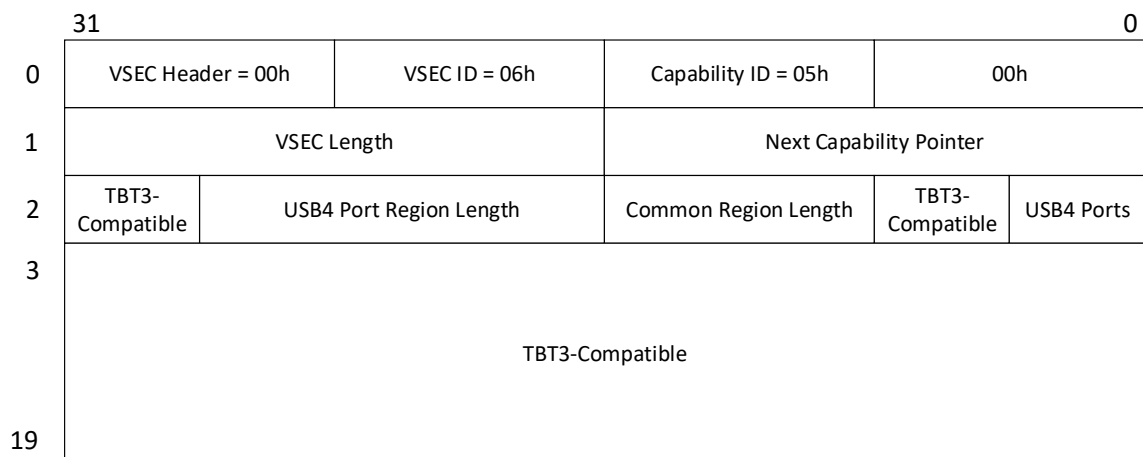 31 0
0 VSEC Header = 00h VSEC ID = 06h Capability ID = 05h 00h
1 VSEC Length Next Capability Pointer
2 TBT3-
Compatible USB4 Port Region Length Common Region Length TBT3-
Compatible USB4 Ports
3
TBT3-Compatible
19